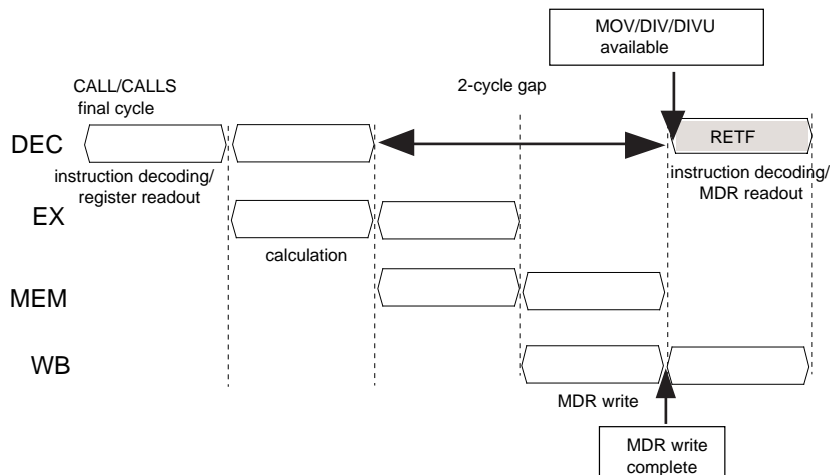 MOV/DIV/DIVU
available
CALL/CALLS
final cycle
2-cycle gap
DEC
RETF
instruction decoding/
register readout
instruction decoding/
MDR readout
EX
calculation
MEM
WB
MDR write
MDR write
complete